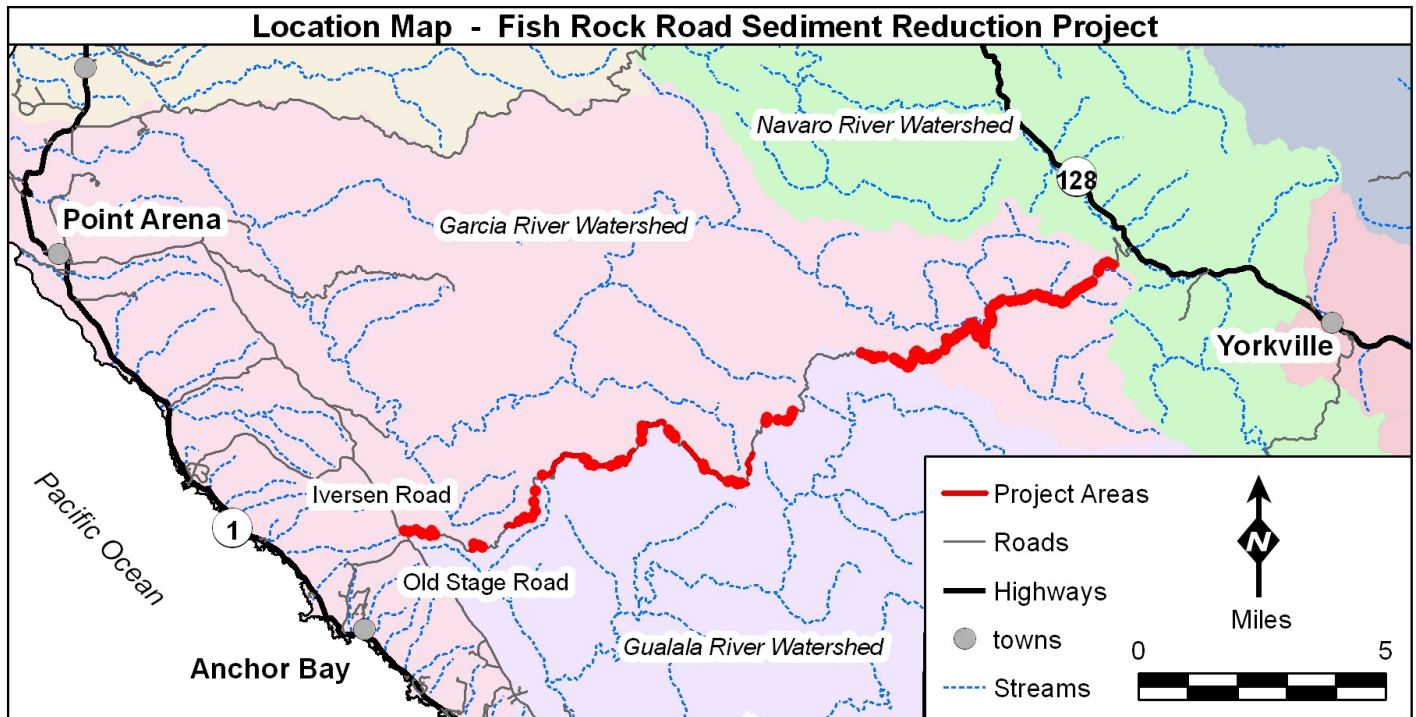 Location Map - Fish Rock Road Sediment Reduction Project
Navaro River Watershed
128
Point Arena
Garcia River Watershed
Yorkville
Iversen Road
Pacific Ocean
1
Old Stage Road
Gualala River Watershed
Anchor Bay
Project Areas
Roads
Highways
towns
Streams
N
Miles
0 5